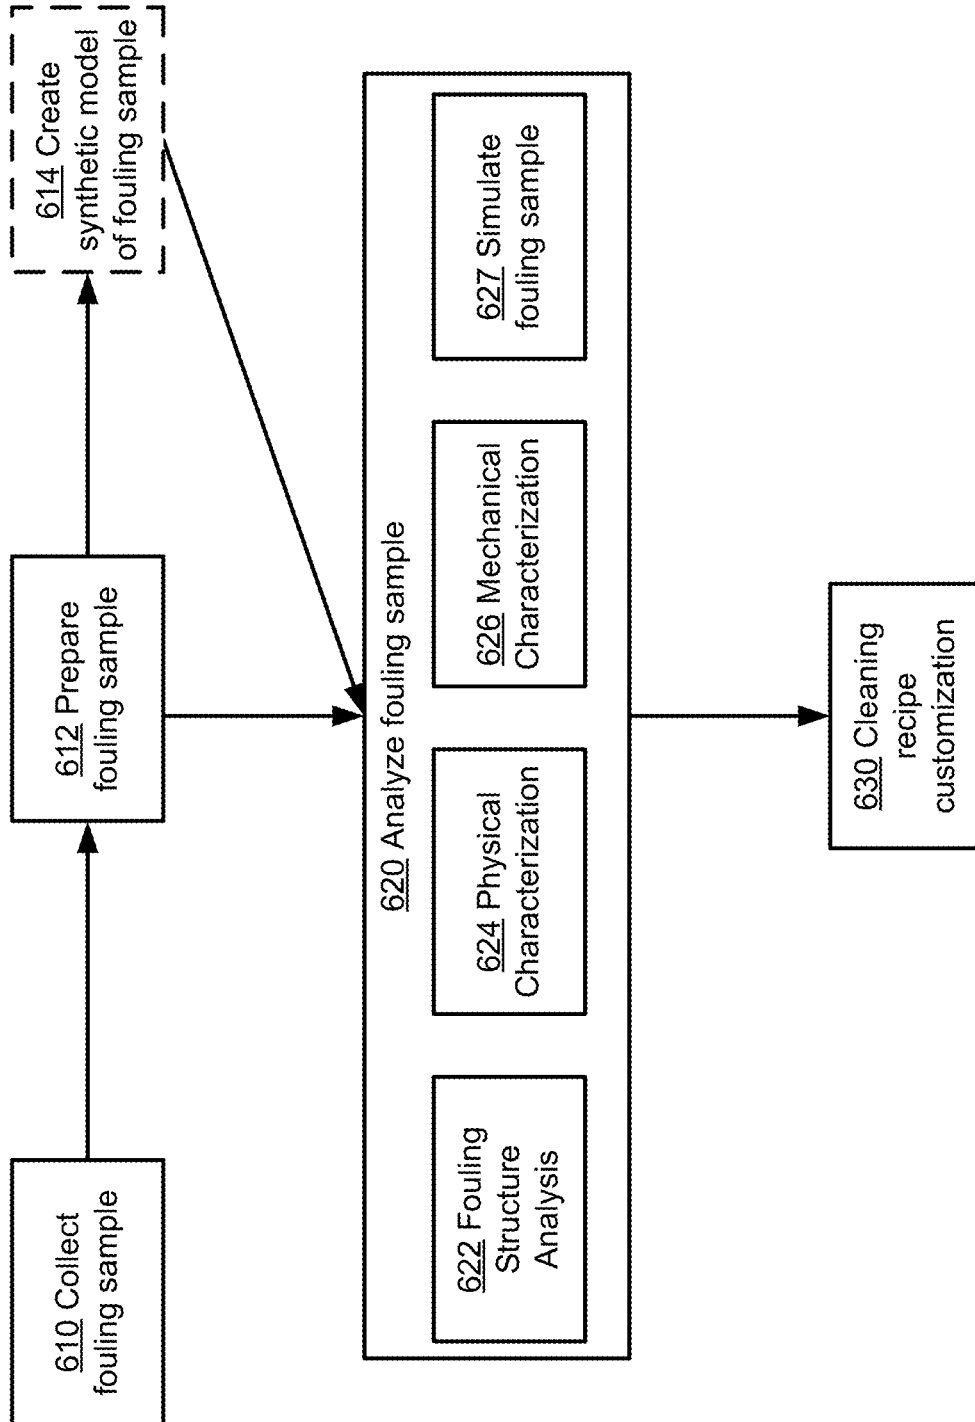 610 Collect
fouling sample
612 Prepare
fouling sample
614 Create
synthetic model
of fouling sample
620 Analyze fouling sample
622 Fouling
Structure
Analysis
624 Physical
Characterization
626 Mechanical
Characterization
627 Simulate
fouling sample
630 Cleaning
recipe
customization